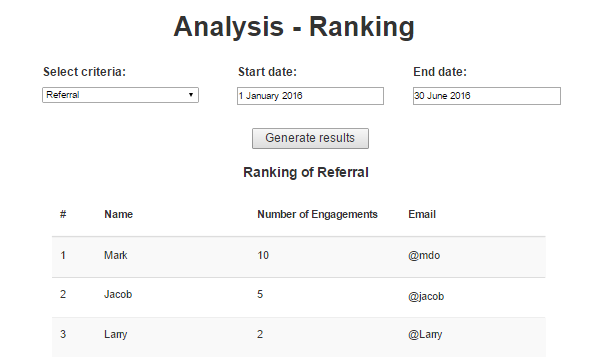 Analysis - Ranking
Select criteria: Start date: End date:
Referral 1 January 2016 30 June 2016
Generate results
Ranking of Referral
# Name Number of Engagements Email
1 Mark 10 @mdo
2 Jacob 5 @jacob
3 Larry 2 @Larry